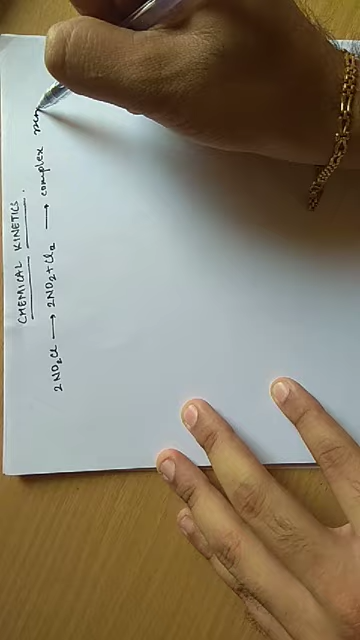 CHEMICAL KINETICS.
2NO₂Cl → 2NO₂ + Cl₂ → complex